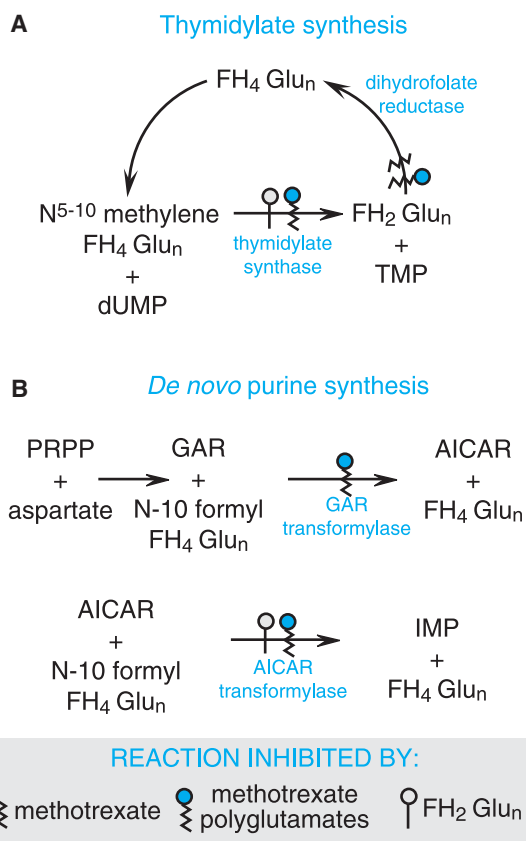 A
Thymidylate synthesis
FH4 Glun
dihydrofolate
reductase
N5-10 methylene
FH4 Glun
+
dUMP
thymidylate
synthase
FH2 Glun
+
TMP
B
De novo purine synthesis
PRPP
+
aspartate
GAR
+
N-10 formyl
FH4 Glun
GAR
transformylase
AICAR
+
FH4 Glun
AICAR
+
N-10 formyl
FH4 Glun
AICAR
transformylase
IMP
+
FH4 Glun
REACTION INHIBITED BY:
methotrexate
methotrexate
polyglutamates
FH2 Glun